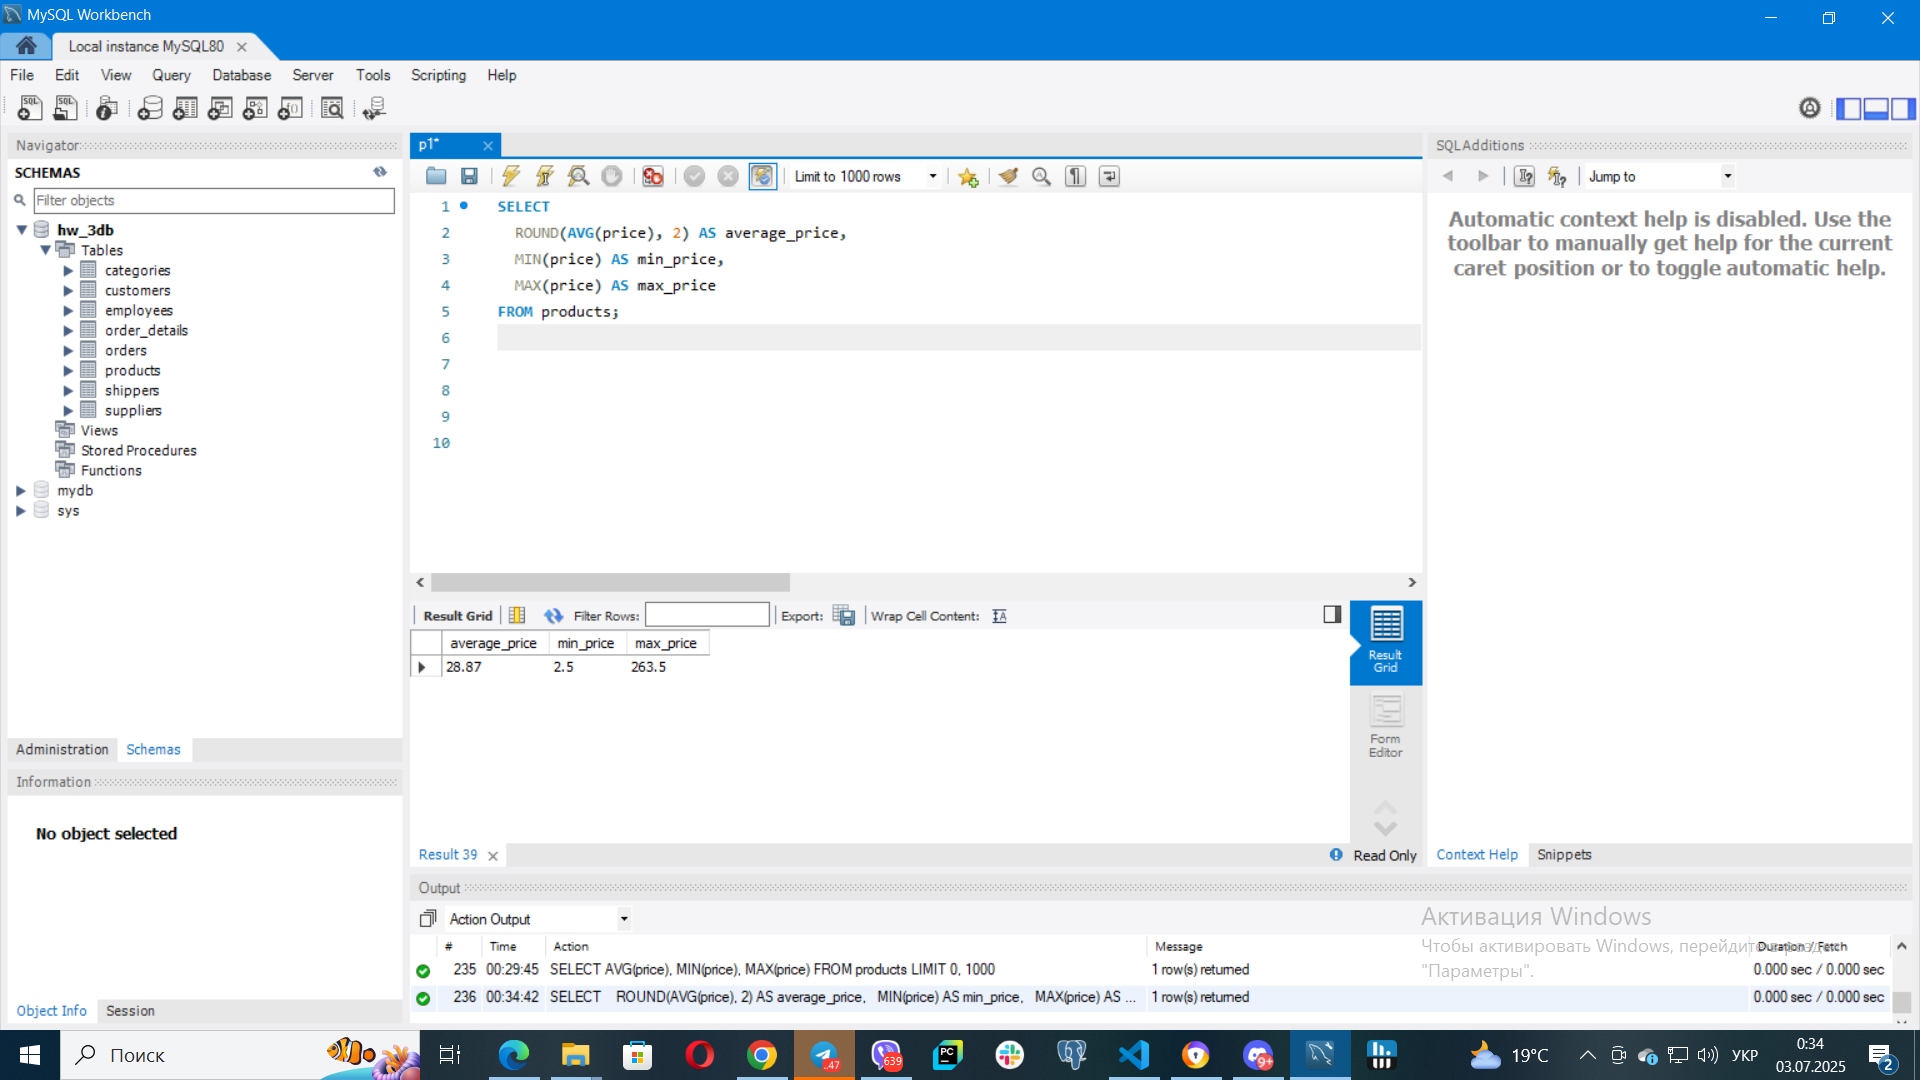 MySQL Workbench
Local instance MySQL80
File Edit View Query Database Server Tools Scripting Help
Navigator
SCHEMAS
Filter objects
hw_3db
Tables
categories
customers
employees
order_details
orders
products
shippers
suppliers
Views
Stored Procedures
Functions
mydb
sys
Administration Schemas
Information
No object selected
Object Info Session
p1*
Limit to 1000 rows
1 SELECT
2 ROUND(AVG(price), 2) AS average_price,
3 MIN(price) AS min_price,
4 MAX(price) AS max_price
5 FROM products;
6
7
8
9
10
Result Grid Filter Rows: Export: Wrap Cell Content:
average_price min_price max_price
28.87 2.5 263.5
Result Grid
Form Editor
Result 39
Read Only
SQLAdditions
Jump to
Automatic context help is disabled. Use the
toolbar to manually get help for the current
caret position or to toggle automatic help.
Context Help Snippets
Output
Action Output
# Time Action Message Duration / Fetch
235 00:29:45 SELECT AVG(price), MIN(price), MAX(price) FROM products LIMIT 0, 1000 1 row(s) returned 0.000 sec / 0.000 sec
236 00:34:42 SELECT ROUND(AVG(price), 2) AS average_price, MIN(price) AS min_price, MAX(price) AS ... 1 row(s) returned 0.000 sec / 0.000 sec
Активация Windows
Чтобы активировать Windows, перейдите в раздел
"Параметры".
Поиск
..47
639
PC
9+
19°C
УКР
0:34
03.07.2025
2